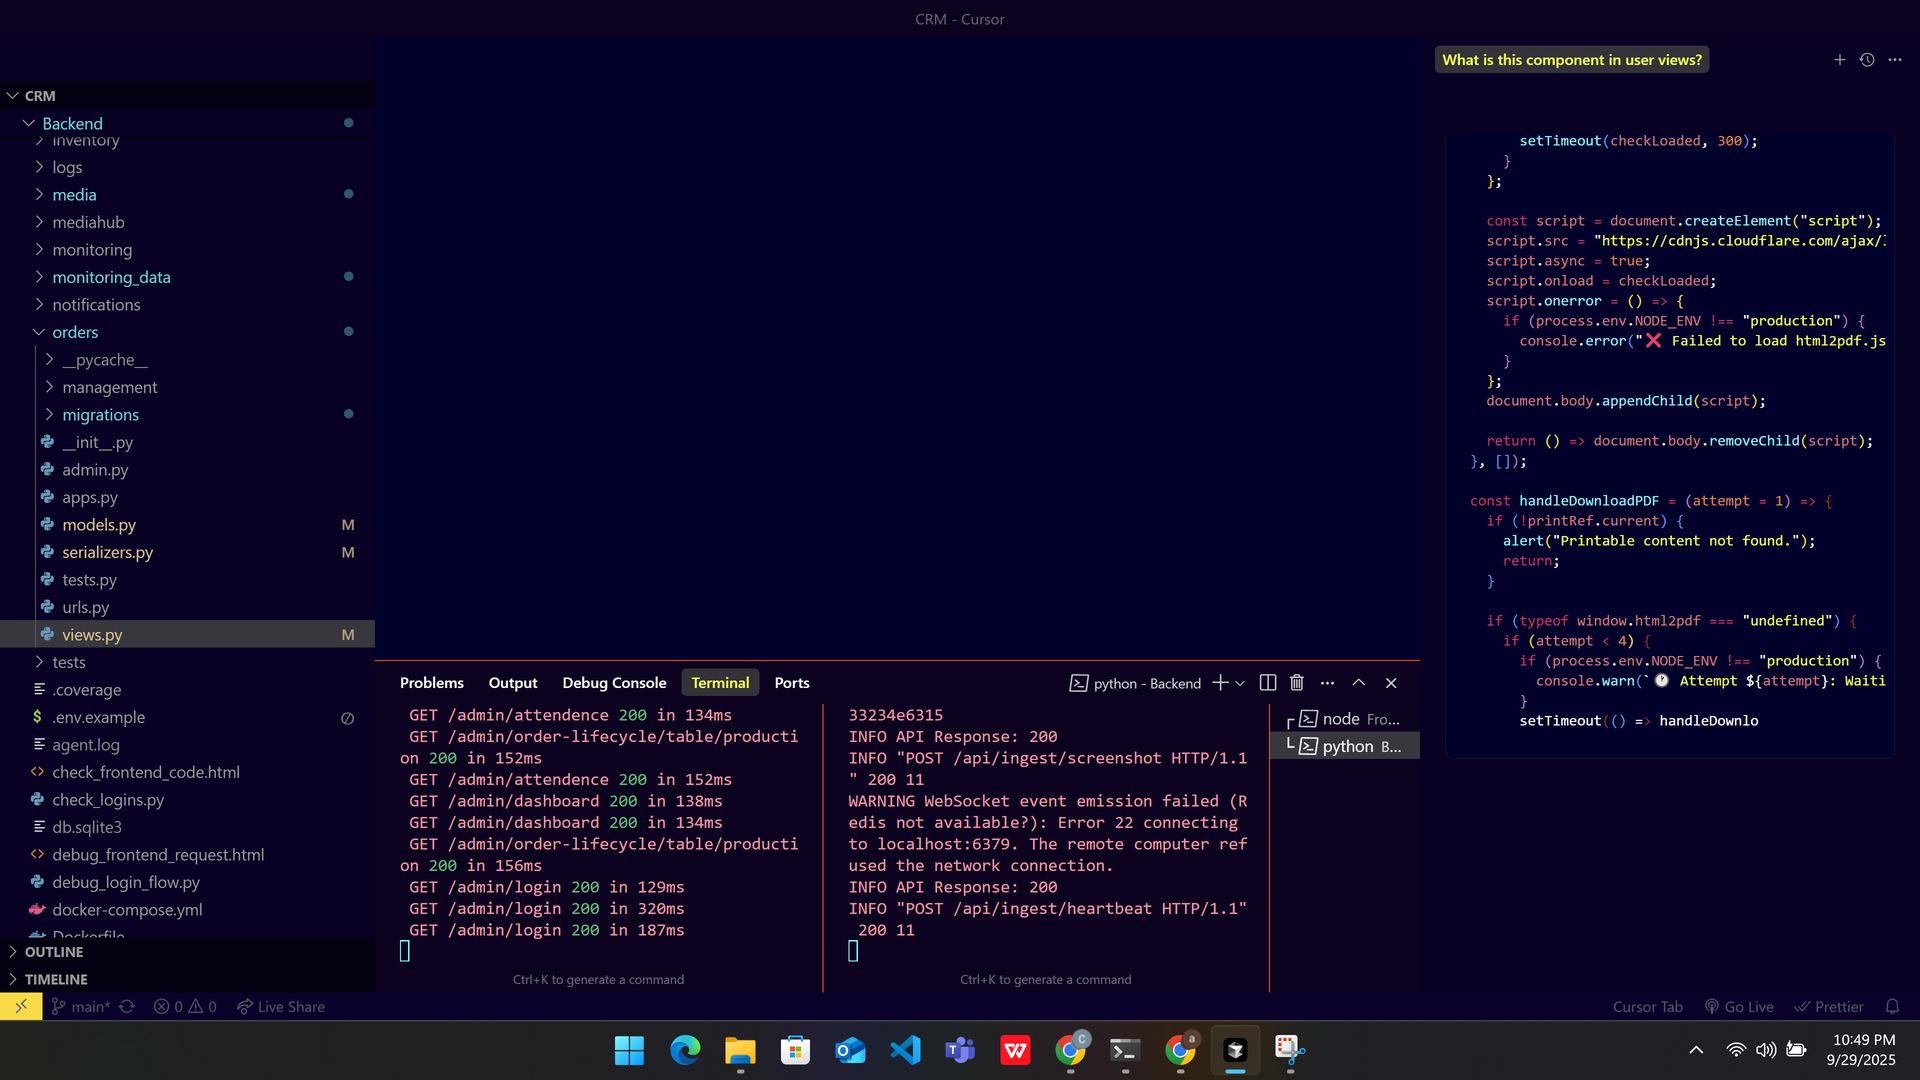 CRM - Cursor
CRM
Backend
inventory
logs
media
mediahub
monitoring
monitoring_data
notifications
orders
__pycache__
management
migrations
__init__.py
admin.py
apps.py
models.py M
serializers.py M
tests.py
urls.py
views.py M
tests
.coverage
.env.example
agent.log
check_frontend_code.html
check_logins.py
db.sqlite3
debug_frontend_request.html
debug_login_flow.py
docker-compose.yml
Dockerfile
OUTLINE
TIMELINE
Problems Output Debug Console Terminal Ports
python - Backend
GET /admin/attendence 200 in 134ms
GET /admin/order-lifecycle/table/producti
on 200 in 152ms
GET /admin/attendence 200 in 152ms
GET /admin/dashboard 200 in 138ms
GET /admin/dashboard 200 in 134ms
GET /admin/order-lifecycle/table/producti
on 200 in 156ms
GET /admin/login 200 in 129ms
GET /admin/login 200 in 320ms
GET /admin/login 200 in 187ms
Ctrl+K to generate a command
33234e6315
INFO API Response: 200
INFO "POST /api/ingest/screenshot HTTP/1.1
" 200 11
WARNING WebSocket event emission failed (R
edis not available?): Error 22 connecting
to localhost:6379. The remote computer ref
used the network connection.
INFO API Response: 200
INFO "POST /api/ingest/heartbeat HTTP/1.1"
200 11
Ctrl+K to generate a command
node Fro...
python B...
What is this component in user views?
setTimeout(checkLoaded, 300);
}
};
const script = document.createElement("script");
script.src = "https://cdnjs.cloudflare.com/ajax/
script.async = true;
script.onload = checkLoaded;
script.onerror = () => {
if (process.env.NODE_ENV !== "production") {
console.error("❌ Failed to load html2pdf.js
}
};
document.body.appendChild(script);
return () => document.body.removeChild(script);
}, []);
const handleDownloadPDF = (attempt = 1) => {
if (!printRef.current) {
alert("Printable content not found.");
return;
}
if (typeof window.html2pdf === "undefined") {
if (attempt < 4) {
if (process.env.NODE_ENV !== "production") {
console.warn(`🕐 Attempt ${attempt}: Waiti
}
setTimeout(() => handleDownlo
main* 0 0 Live Share
Cursor Tab Go Live Prettier
10:49 PM
9/29/2025